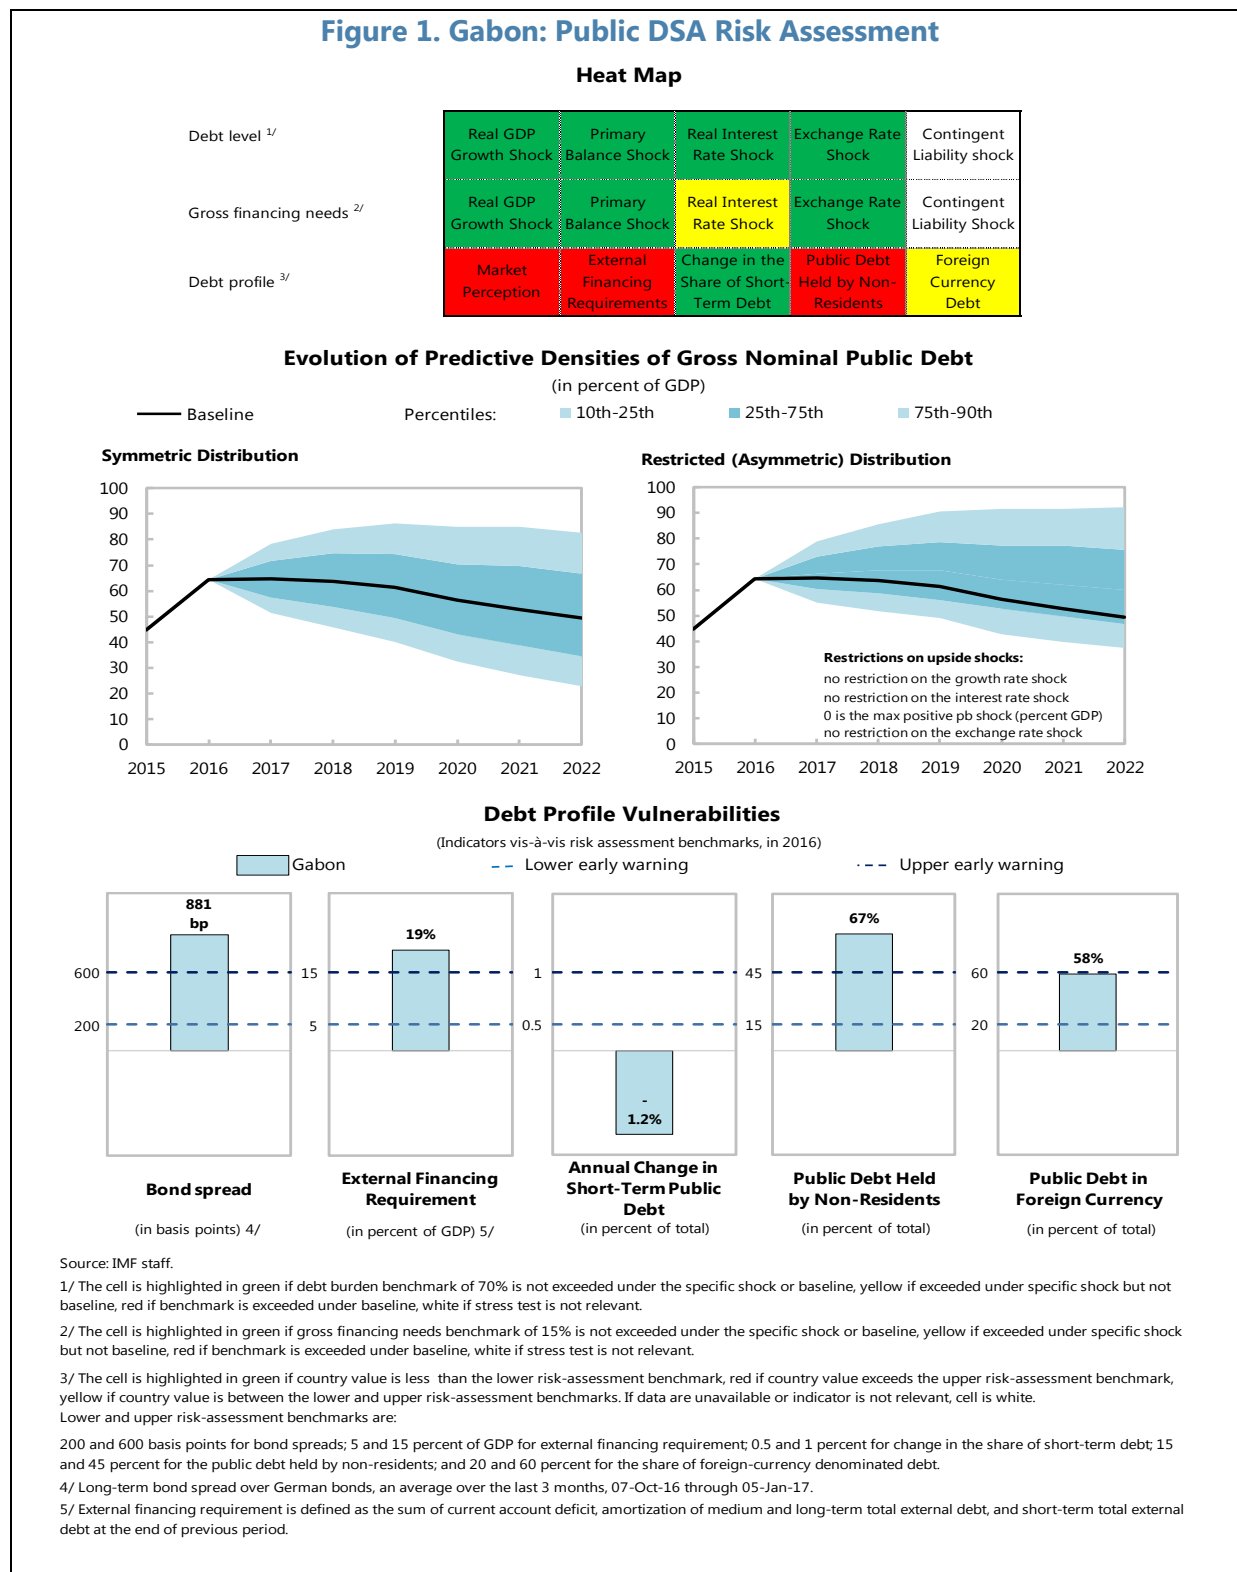 Figure 1. Gabon: Public DSA Risk Assessment
Heat Map
Debt level 1/
Real GDP Growth Shock
Primary Balance Shock
Real Interest Rate Shock
Exchange Rate Shock
Contingent Liability shock
Gross financing needs 2/
Real GDP Growth Shock
Primary Balance Shock
Real Interest Rate Shock
Exchange Rate Shock
Contingent Liability Shock
Debt profile 3/
Market Perception
External Financing Requirements
Change in the Share of Short-Term Debt
Public Debt Held by Non-Residents
Foreign Currency Debt
Evolution of Predictive Densities of Gross Nominal Public Debt
(in percent of GDP)
Baseline Percentiles: 10th-25th 25th-75th 75th-90th
Symmetric Distribution
100
90
80
70
60
50
40
30
20
10
0
2015 2016 2017 2018 2019 2020 2021 2022
Restricted (Asymmetric) Distribution
100
90
80
70
60
50
40
30
20
10
0
Restrictions on upside shocks:
no restriction on the growth rate shock
no restriction on the interest rate shock
0 is the max positive pb shock (percent GDP)
no restriction on the exchange rate shock
2015 2016 2017 2018 2019 2020 2021 2022
Debt Profile Vulnerabilities
(Indicators vis-à-vis risk assessment benchmarks, in 2016)
Gabon Lower early warning Upper early warning
881
bp
600
200
Bond spread
(in basis points) 4/
19%
15
5
External Financing
Requirement
(in percent of GDP) 5/
1
0.5
-
1.2%
Annual Change in
Short-Term Public
Debt
(in percent of total)
67%
45
15
Public Debt Held
by Non-Residents
(in percent of total)
58%
60
20
Public Debt in
Foreign Currency
(in percent of total)
Source: IMF staff.
1/ The cell is highlighted in green if debt burden benchmark of 70% is not exceeded under the specific shock or baseline, yellow if exceeded under specific shock but not
baseline, red if benchmark is exceeded under baseline, white if stress test is not relevant.
2/ The cell is highlighted in green if gross financing needs benchmark of 15% is not exceeded under the specific shock or baseline, yellow if exceeded under specific shock
but not baseline, red if benchmark is exceeded under baseline, white if stress test is not relevant.
3/ The cell is highlighted in green if country value is less than the lower risk-assessment benchmark, red if country value exceeds the upper risk-assessment benchmark,
yellow if country value is between the lower and upper risk-assessment benchmarks. If data are unavailable or indicator is not relevant, cell is white.
Lower and upper risk-assessment benchmarks are:
200 and 600 basis points for bond spreads; 5 and 15 percent of GDP for external financing requirement; 0.5 and 1 percent for change in the share of short-term debt; 15
and 45 percent for the public debt held by non-residents; and 20 and 60 percent for the share of foreign-currency denominated debt.
4/ Long-term bond spread over German bonds, an average over the last 3 months, 07-Oct-16 through 05-Jan-17.
5/ External financing requirement is defined as the sum of current account deficit, amortization of medium and long-term total external debt, and short-term total external
debt at the end of previous period.